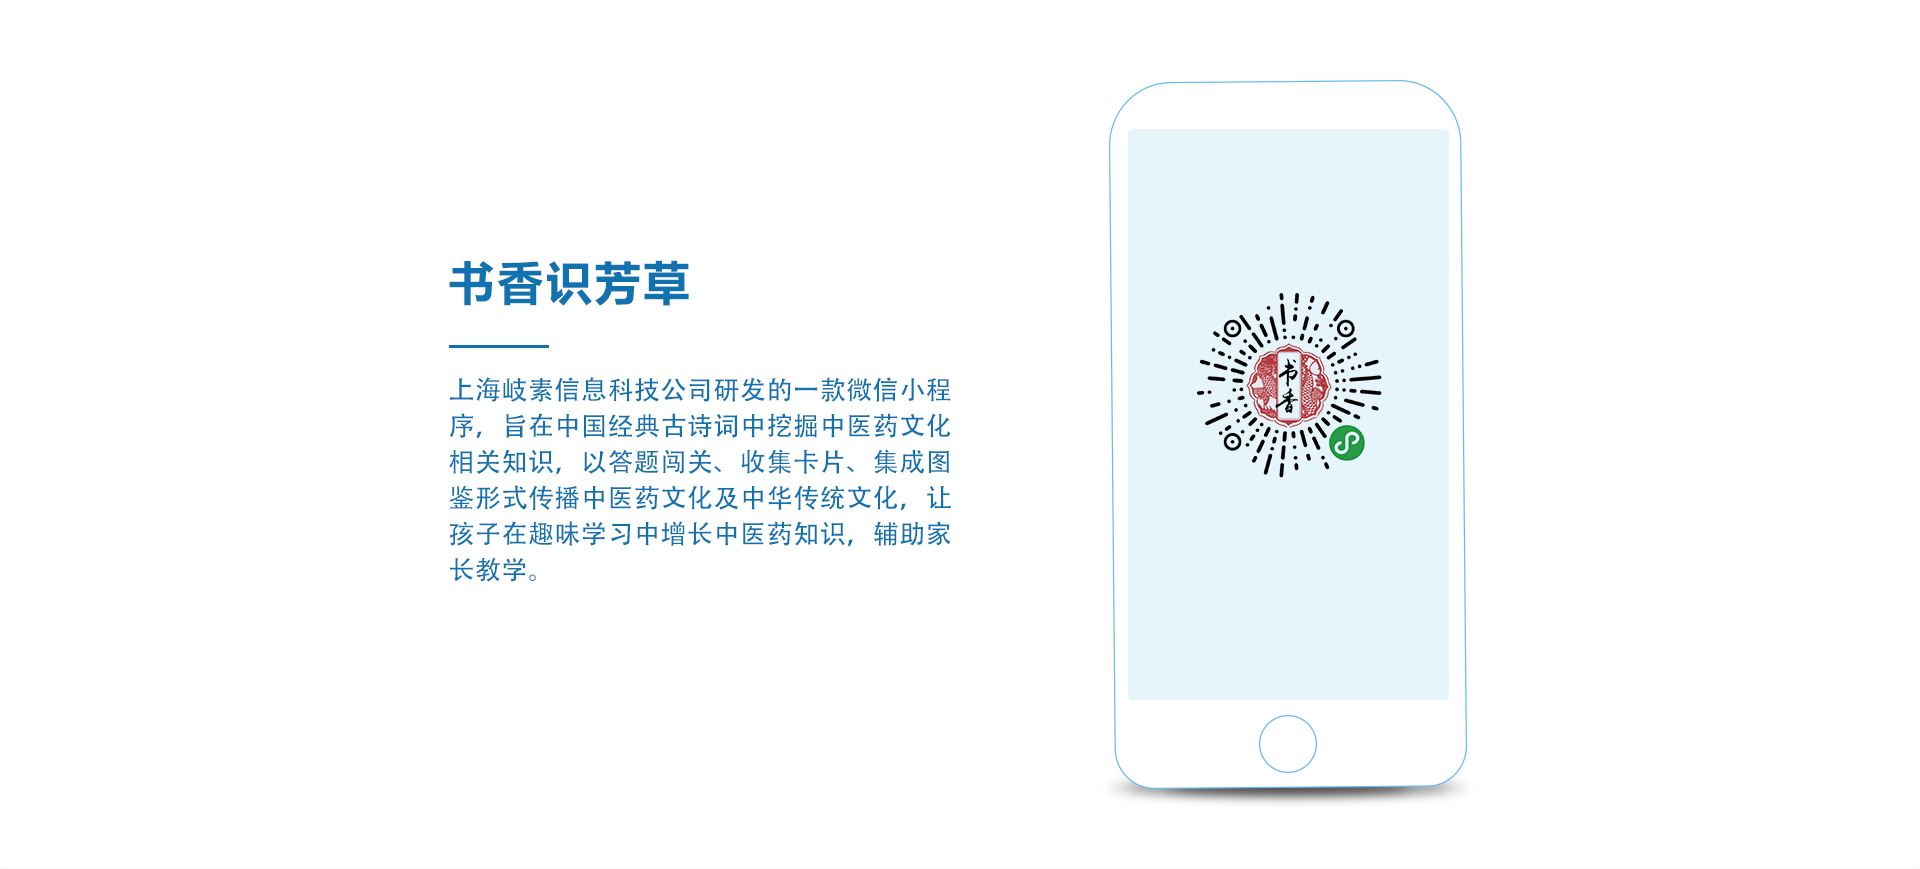 书香识芳草
上海岐素信息科技公司研发的一款微信小程
序，旨在中国经典古诗词中挖掘中医药文化
相关知识，以答题闯关、收集卡片、集成图
鉴形式传播中医药文化及中华传统文化，让
孩子在趣味学习中增长中医药知识，辅助家
长教学。
书香